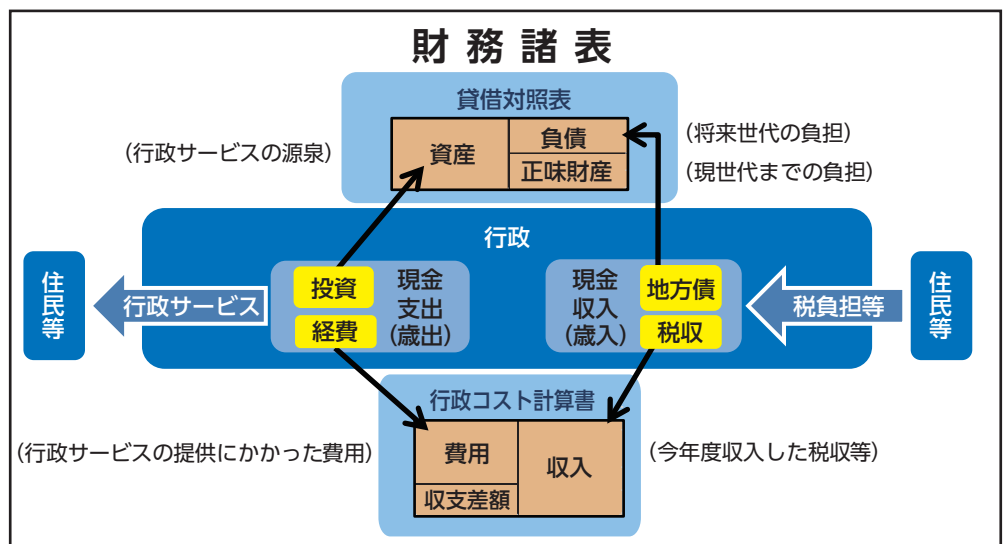 財務諸表
貸借対照表
(行政サービスの源泉)
資産
負債
正味財産
(将来世代の負担)
(現世代までの負担)
行政
住民等
行政サービス
投資
経費
現金
支出
(歳出)
現金
収入
(歳入)
地方債
税収
税負担等
住民等
行政コスト計算書
(行政サービスの提供にかかった費用)
費用
収支差額
収入
(今年度収入した税収等)